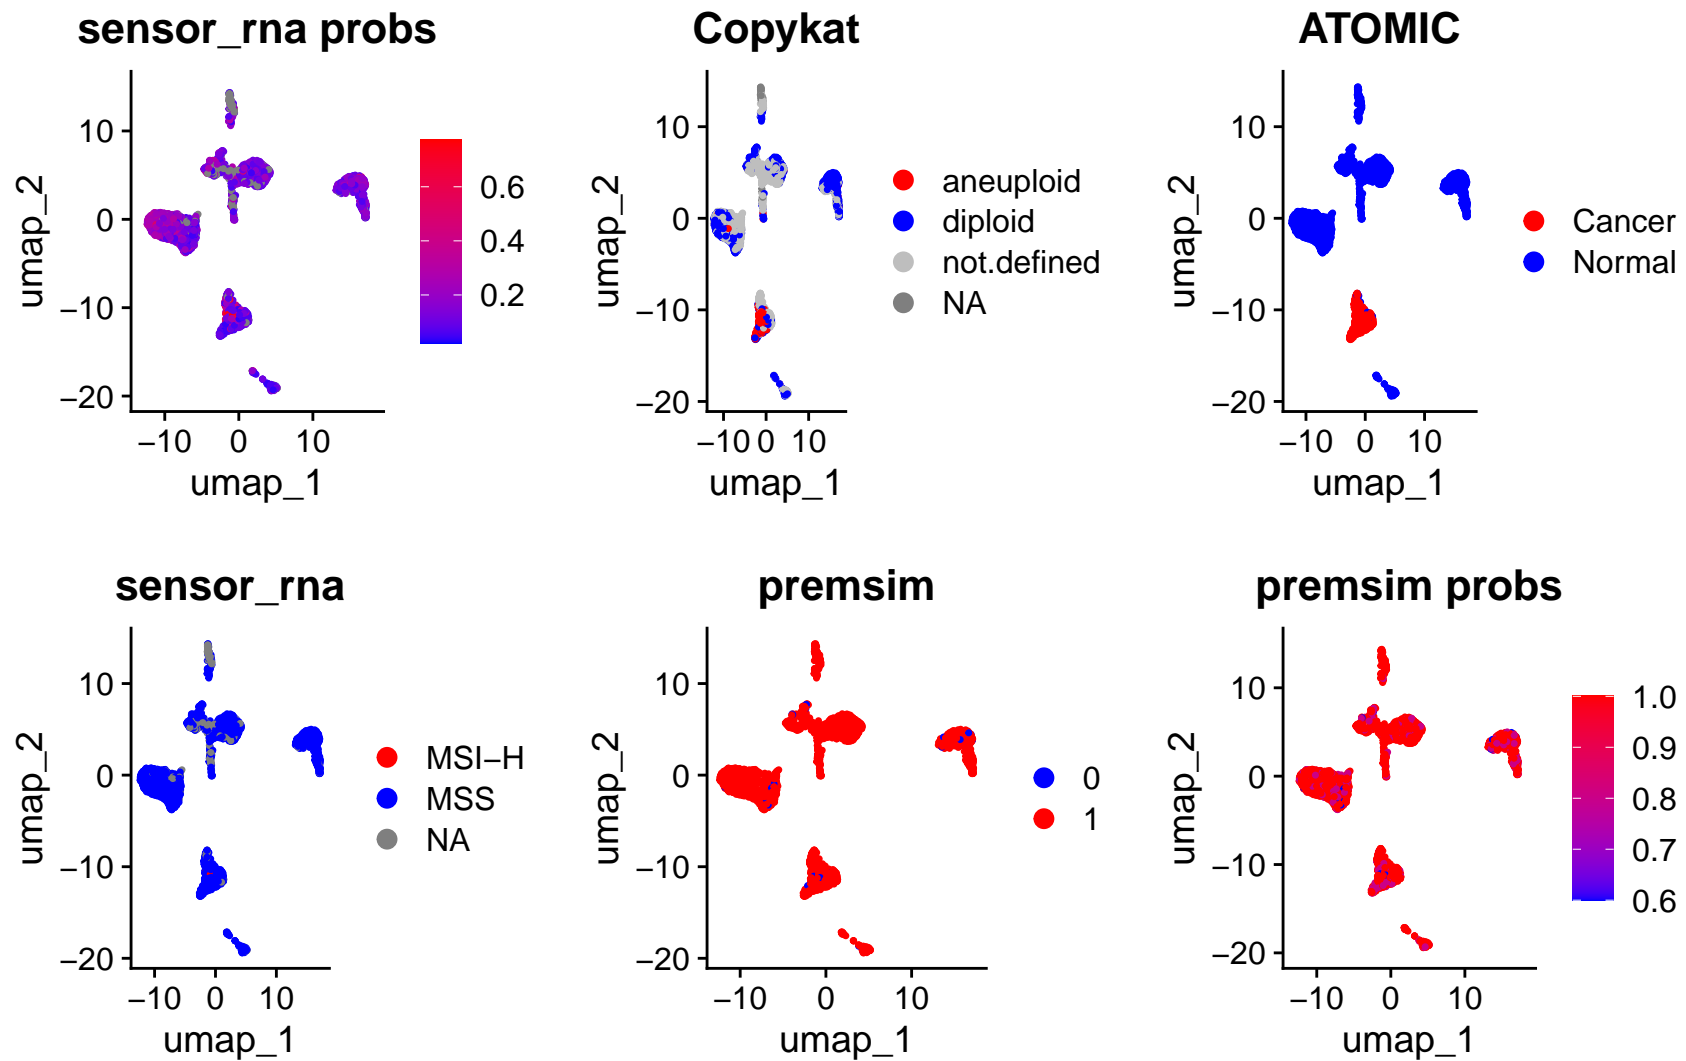 sensor_rna probs
umap_2
10
0
−10
−20
−10 0 10
umap_1
0.6
0.4
0.2
Copykat
umap_2
10
0
−10
−20
−10 0 10
umap_1
aneuploid
diploid
not.defined
NA
ATOMIC
umap_2
10
0
−10
−20
−10 0 10
umap_1
Cancer
Normal
sensor_rna
umap_2
10
0
−10
−20
−10 0 10
umap_1
MSI−H
MSS
NA
premsim
umap_2
10
0
−10
−20
−10 0 10
umap_1
0
1
premsim probs
umap_2
10
0
−10
−20
−10 0 10
umap_1
1.0
0.9
0.8
0.7
0.6